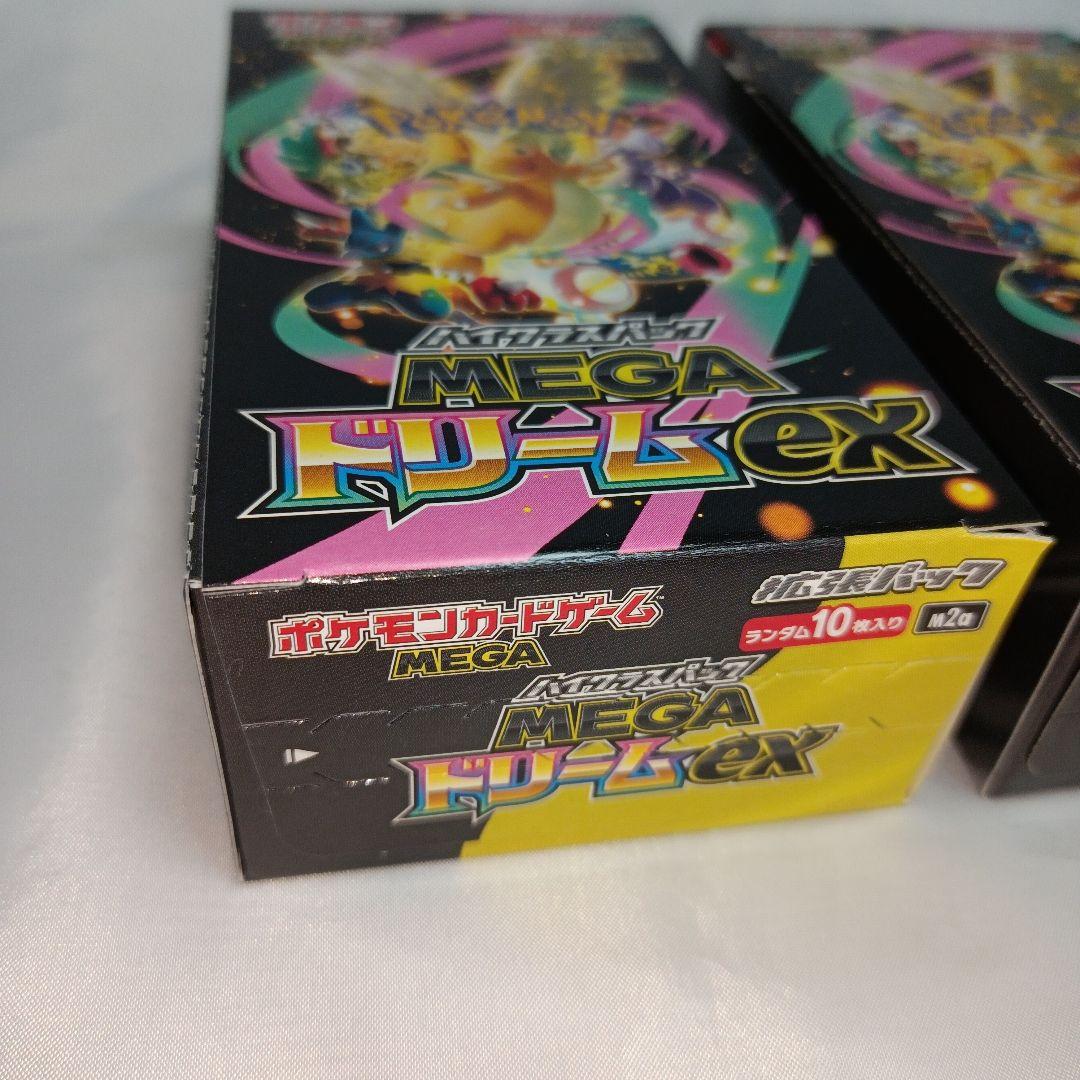 POKÉMON
ハイクラスパック
MEGA
ドリームex
ポケモンカードゲーム
MEGA
拡張パック
ランダム10枚入り
M2a
ハイクラスパック
MEGA
ドリームex